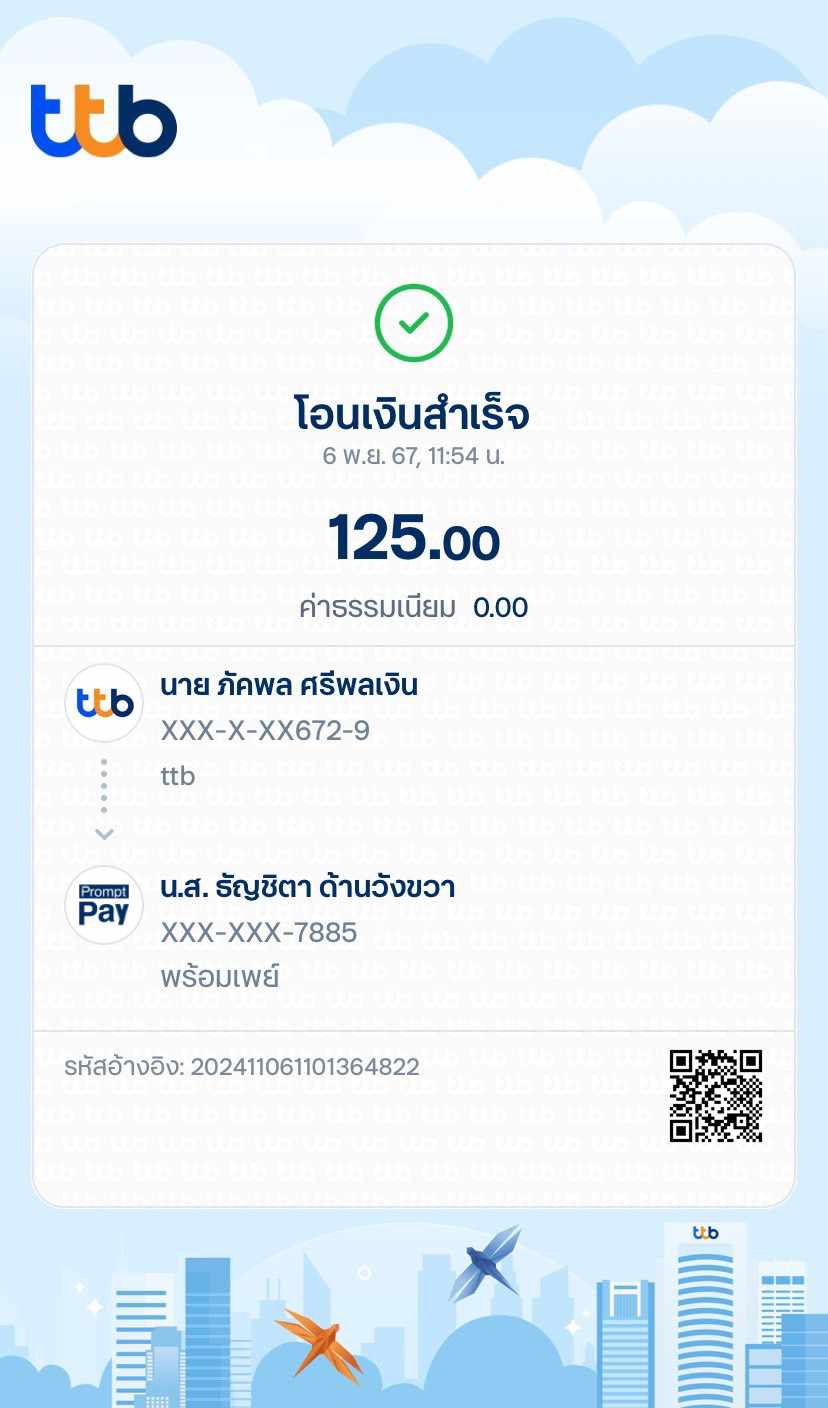 ttb
โอนเงินสำเร็จ
6 พ.ย. 67, 11:54 น.
125.00
ค่าธรรมเนียม 0.00
ttb
นาย ภัคพล ศรีพลเงิน
XXX-X-XX672-9
ttb
Prompt
Pay
น.ส. ธัญชิตา ด้านวังขวา
XXX-XXX-7885
พร้อมเพย์
รหัสอ้างอิง: 202411061101364822
ttb